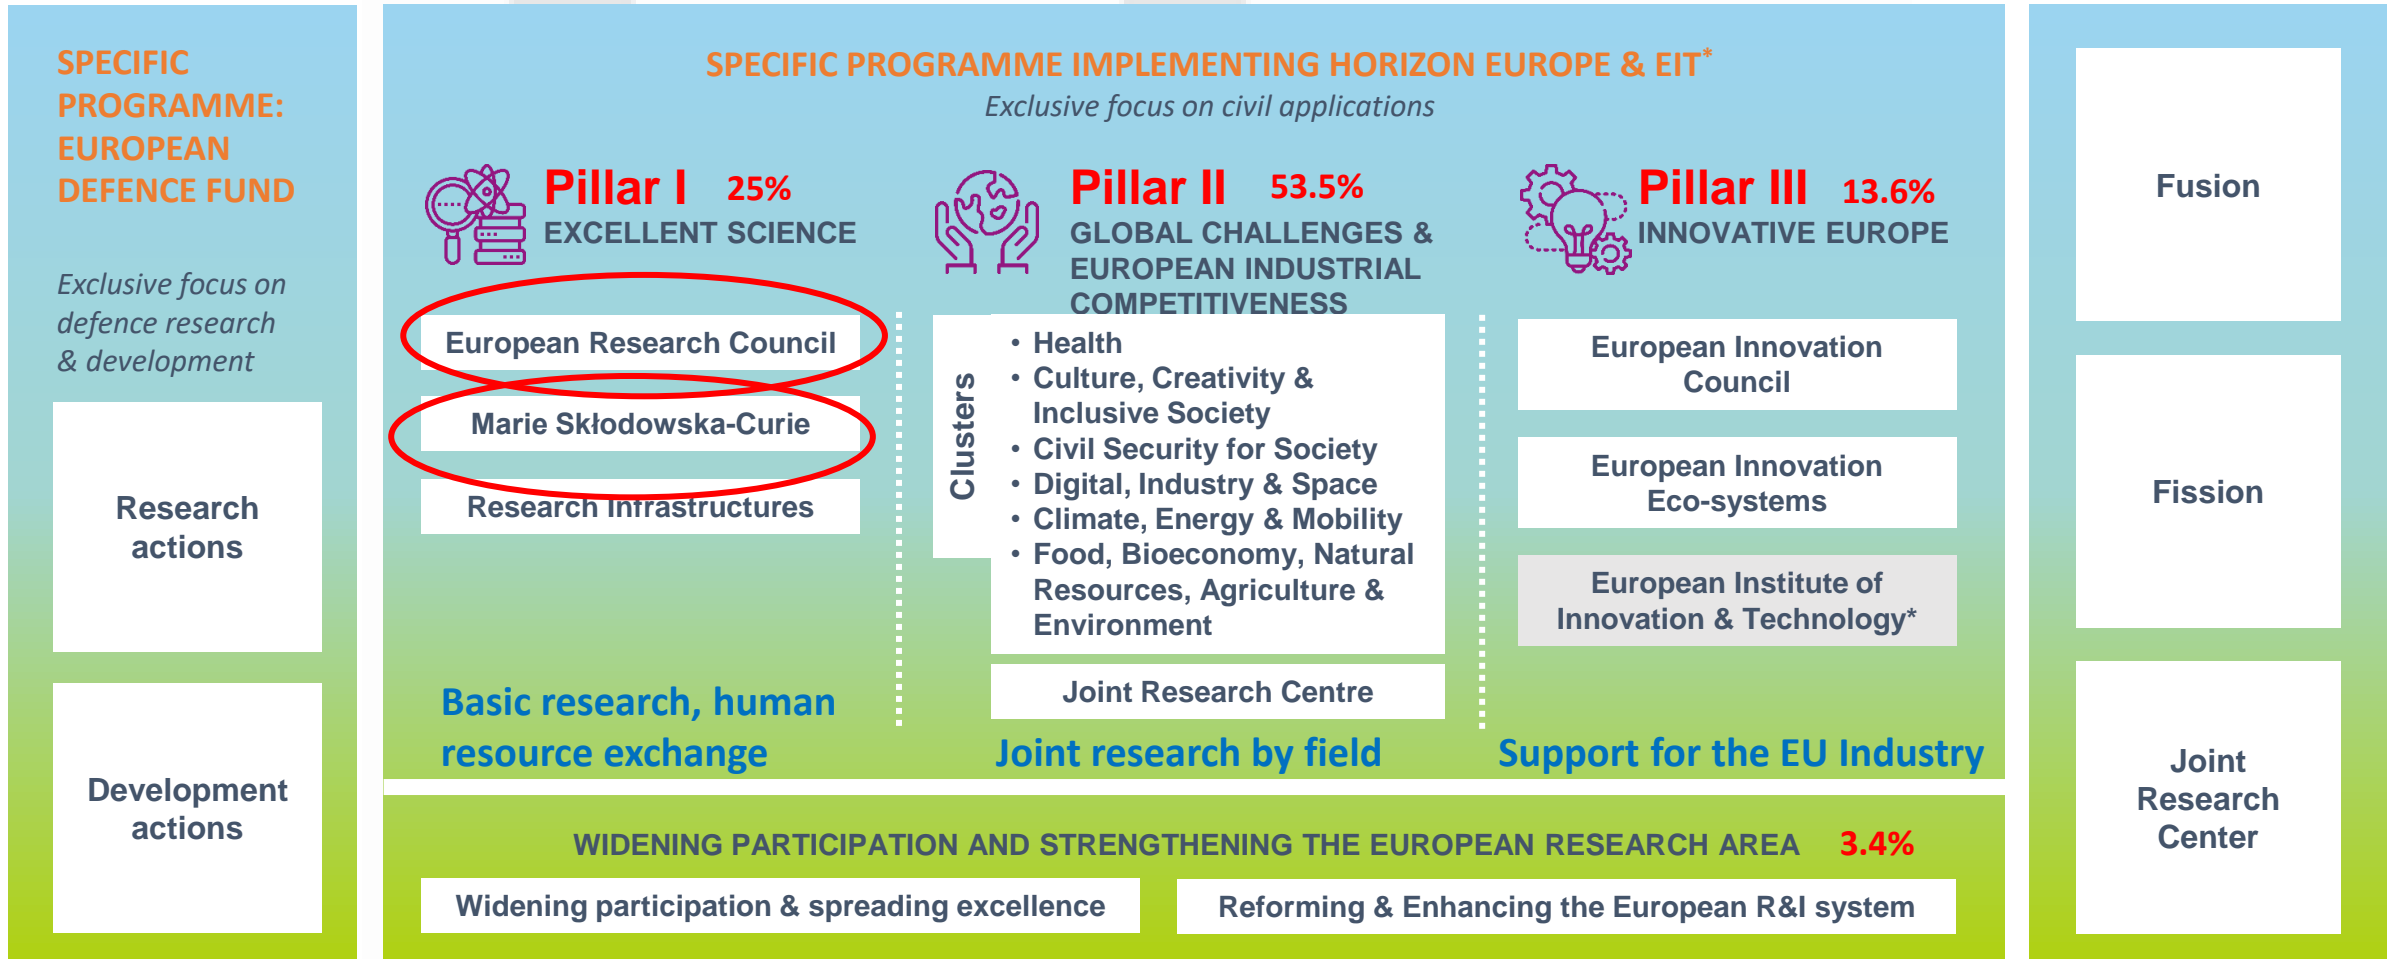 SPECIFIC
PROGRAMME:
EUROPEAN
DEFENCE FUND
Exclusive focus on
defence research
& development
Research
actions
Development
actions
SPECIFIC PROGRAMME IMPLEMENTING HORIZON EUROPE & EIT*
Exclusive focus on civil applications
Pillar I 25%
EXCELLENT SCIENCE
European Research Council
Marie Skłodowska-Curie
Research Infrastructures
Basic research, human
resource exchange
Pillar II 53.5%
GLOBAL CHALLENGES &
EUROPEAN INDUSTRIAL
COMPETITIVENESS
Clusters
• Health
• Culture, Creativity &
Inclusive Society
• Civil Security for Society
• Digital, Industry & Space
• Climate, Energy & Mobility
• Food, Bioeconomy, Natural
Resources, Agriculture &
Environment
Joint Research Centre
Joint research by field
Pillar III 13.6%
INNOVATIVE EUROPE
European Innovation
Council
European Innovation
Eco-systems
European Institute of
Innovation & Technology*
Support for the EU Industry
WIDENING PARTICIPATION AND STRENGTHENING THE EUROPEAN RESEARCH AREA 3.4%
Widening participation & spreading excellence
Reforming & Enhancing the European R&I system
Fusion
Fission
Joint
Research
Center